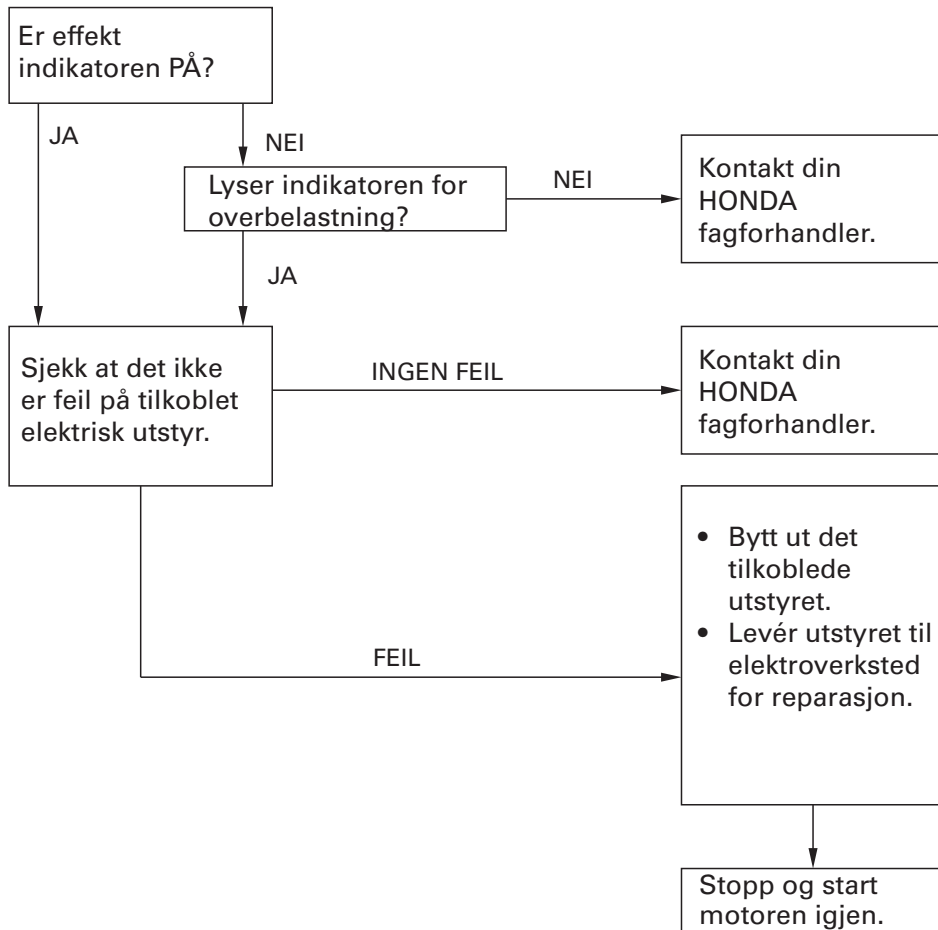 Er effekt
indikatoren PÅ?
JA
NEI
Lyser indikatoren for
overbelastning?
NEI
Kontakt din
HONDA
fagforhandler.
JA
Sjekk at det ikke
er feil på tilkoblet
elektrisk utstyr.
INGEN FEIL
Kontakt din
HONDA
fagforhandler.
FEIL
• Bytt ut det
tilkoblede
utstyret.
• Levér utstyret til
elektroverksted
for reparasjon.
Stopp og start
motoren igjen.